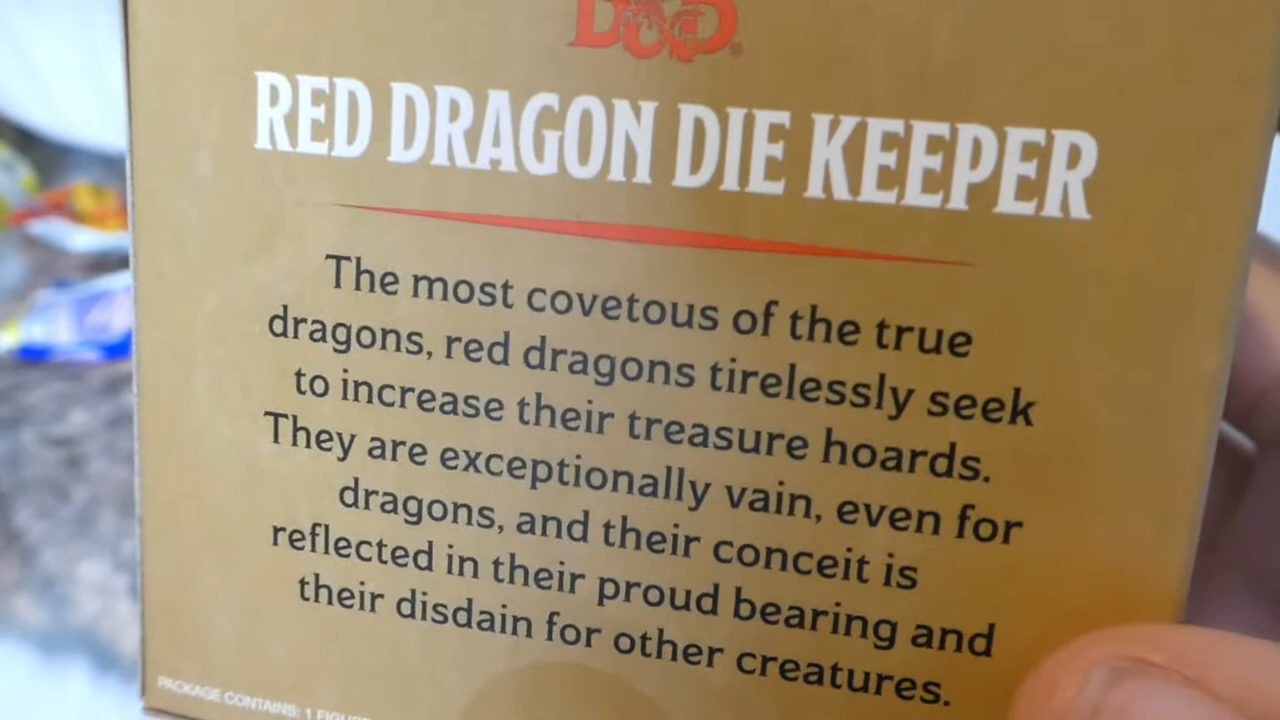 D&D
RED DRAGON DIE KEEPER
The most covetous of the true
dragons, red dragons tirelessly seek
to increase their treasure hoards.
They are exceptionally vain, even for
dragons, and their conceit is
reflected in their proud bearing and
their disdain for other creatures.
PACKAGE CONTAINS: 1